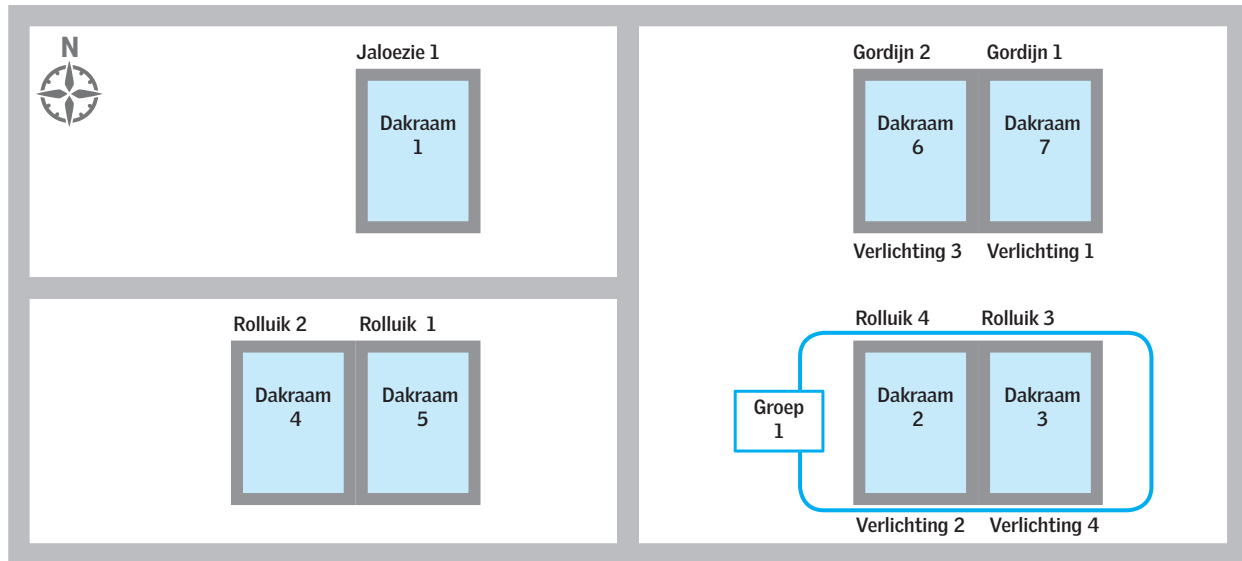 N
Jaloezie 1
Dakraam
1
Gordijn 2 Gordijn 1
Dakraam
6
Dakraam
7
Verlichting 3 Verlichting 1
Rolluik 2 Rolluik 1
Dakraam
4
Dakraam
5
Rolluik 4 Rolluik 3
Groep
1
Dakraam
2
Dakraam
3
Verlichting 2 Verlichting 4